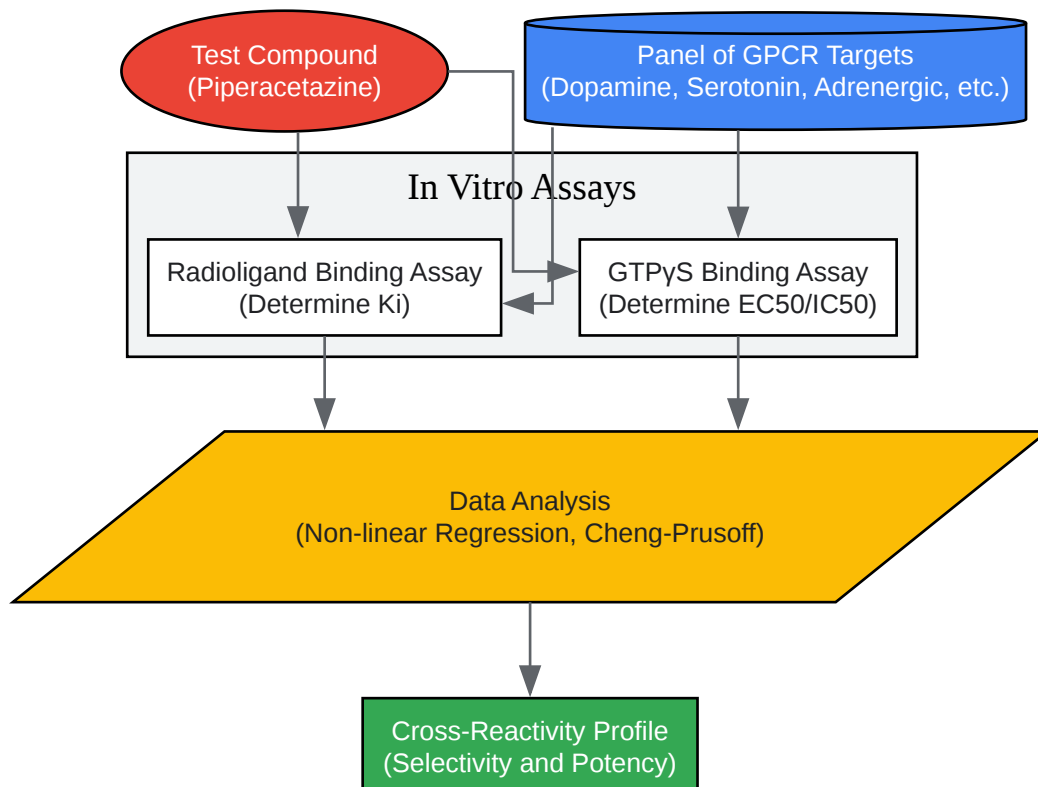 Test Compound
(Piperacetazine)
Panel of GPCR Targets
(Dopamine, Serotonin, Adrenergic, etc.)
In Vitro Assays
Radioligand Binding Assay
(Determine Ki)
GTPγS Binding Assay
(Determine EC50/IC50)
Data Analysis
(Non-linear Regression, Cheng-Prusoff)
Cross-Reactivity Profile
(Selectivity and Potency)